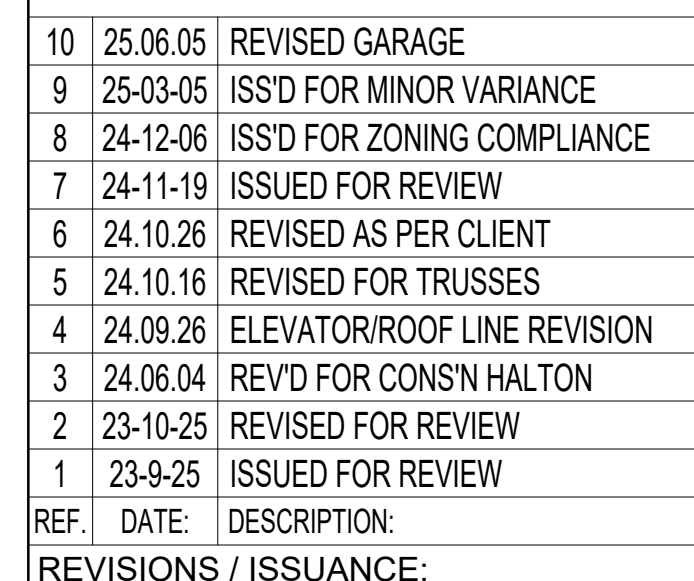 10 25.06.05 REVISED GARAGE
9 25-03-05 ISS'D FOR MINOR VARIANCE
8 24-12-06 ISS'D FOR ZONING COMPLIANCE
7 24-11-19 ISSUED FOR REVIEW
6 24.10.26 REVISED AS PER CLIENT
5 24.10.16 REVISED FOR TRUSSES
4 24.09.26 ELEVATOR/ROOF LINE REVISION
3 24.06.04 REV'D FOR CONS'N HALTON
2 23-10-25 REVISED FOR REVIEW
1 23-9-25 ISSUED FOR REVIEW
REF. DATE: DESCRIPTION:
REVISIONS / ISSUANCE: